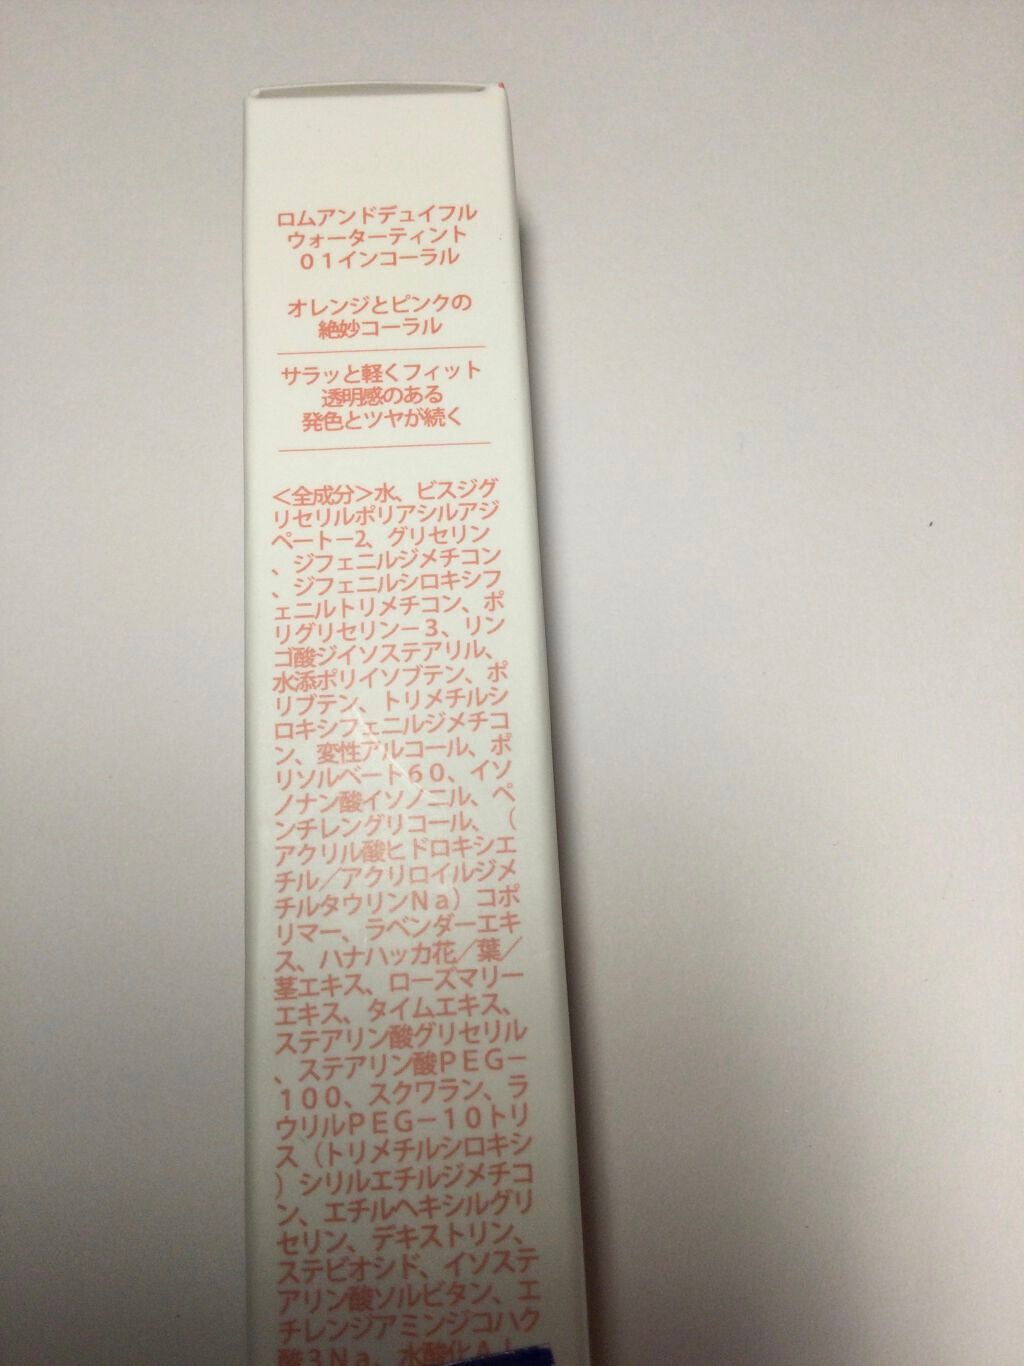 ロムアンドデュイフル
ウォーターティント
０１インコーラル
オレンジとピンクの
絶妙コーラル
サラッと軽くフィット
透明感のある
発色とツヤが続く
＜全成分＞水、ビスジグ
リセリルポリアシルアジ
ペートー2、グリセリン
、ジフェニルジメチコン
、ジフェニルシロキシフ
ェニルトリメチコン、ポ
リグリセリンー３、リン
ゴ酸ジイソステアリル、
水添ポリイソブテン、ポ
リブテン、トリメチルシ
ロキシフェニルジメチコ
ン、変性アルコール、ポ
リソルベート６０、イソ
ノナン酸イソノニル、ペ
ンチレングリコール、（
アクリル酸ヒドロキシエ
チル／アクリロイルジメ
チルタウリンＮａ）コポ
リマー、ラベンダーエキ
ス、ハナハッカ花／葉／
茎エキス、ローズマリー
エキス、タイムエキス、
ステアリン酸グリセリル
、ステアリン酸ＰＥＧー
１００、スクワラン、ラ
ウリルＰＥＧー１０トリ
ス（トリメチルシロキシ
）シリルエチルジメチコ
ン、エチルヘキシルグリ
セリン、デキストリン、
ステビオシド、イソステ
アリン酸ソルビタン、エ
チレンジアミンジコハク
酸３Ｎａ、水酸化Ａｌ